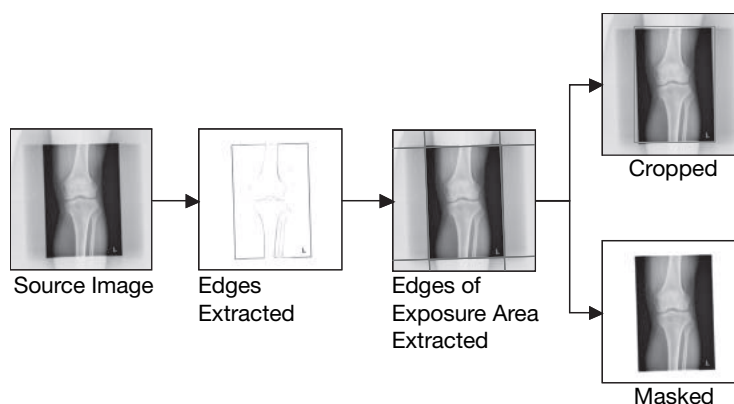 Cropped
Source Image
Edges
Extracted
Edges of
Exposure Area
Extracted
Masked
L
L
L
L